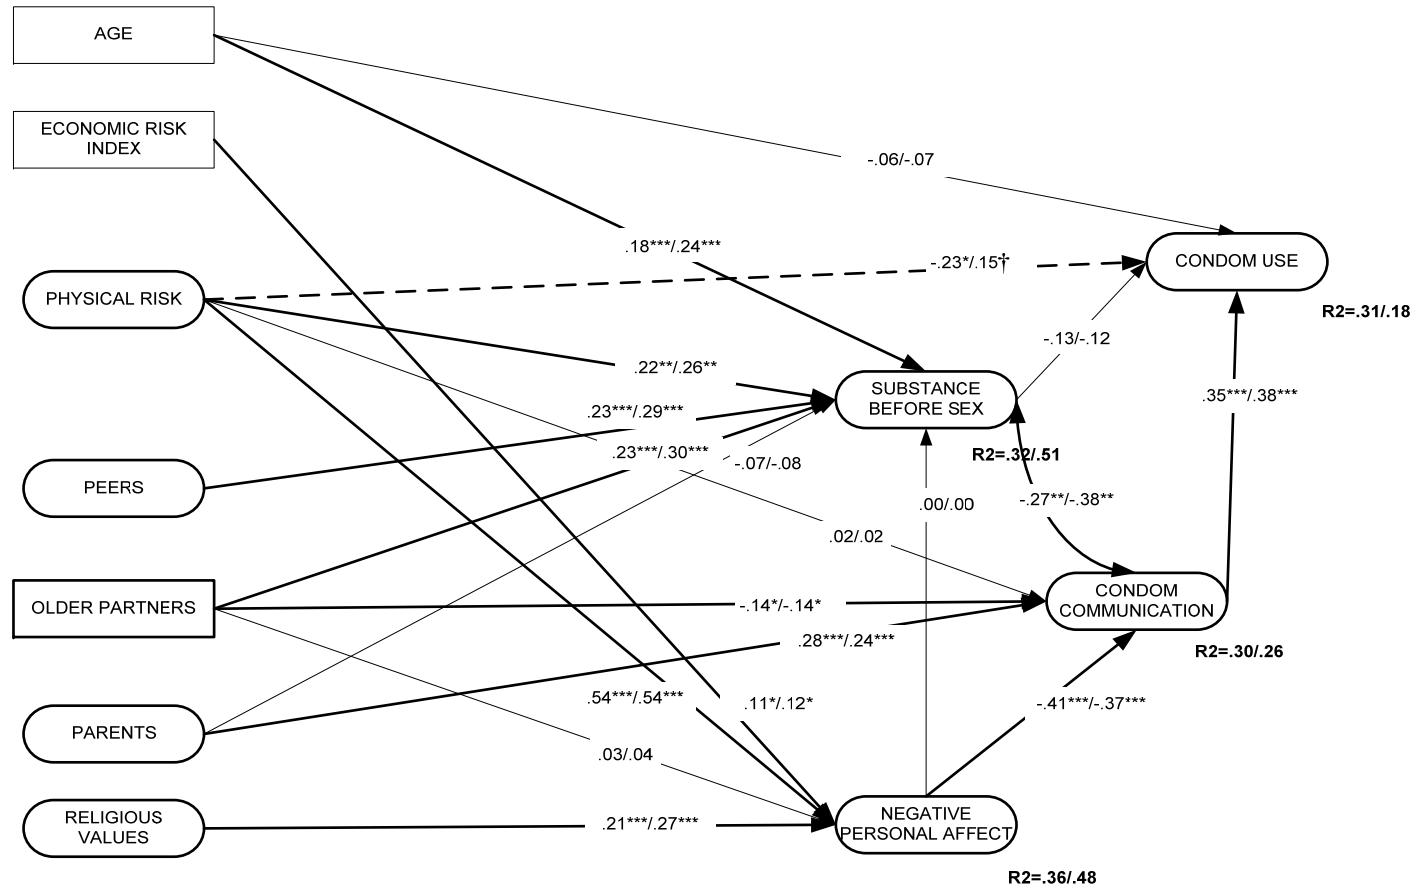 AGE
ECONOMIC RISK
INDEX
-.06/-.07
.18***/.24***
-.23*/.15†
CONDOM USE
PHYSICAL RISK
R2=.31/.18
-.13/-.12
.22**/.26**
SUBSTANCE
BEFORE SEX
.35***/.38***
.23***/.29***
.23***/.30***
R2=.32/.51
-.07/-.08
PEERS
.00/.00
-.27**/-.38**
.02/.02
CONDOM
COMMUNICATION
OLDER PARTNERS
-.14*/-.14*
.28***/.24***
R2=.30/.26
.54***/.54***
.11*/.12*
-.41***/-.37***
PARENTS
.03/.04
RELIGIOUS
VALUES
.21***/.27***
NEGATIVE
PERSONAL AFFECT
R2=.36/.48